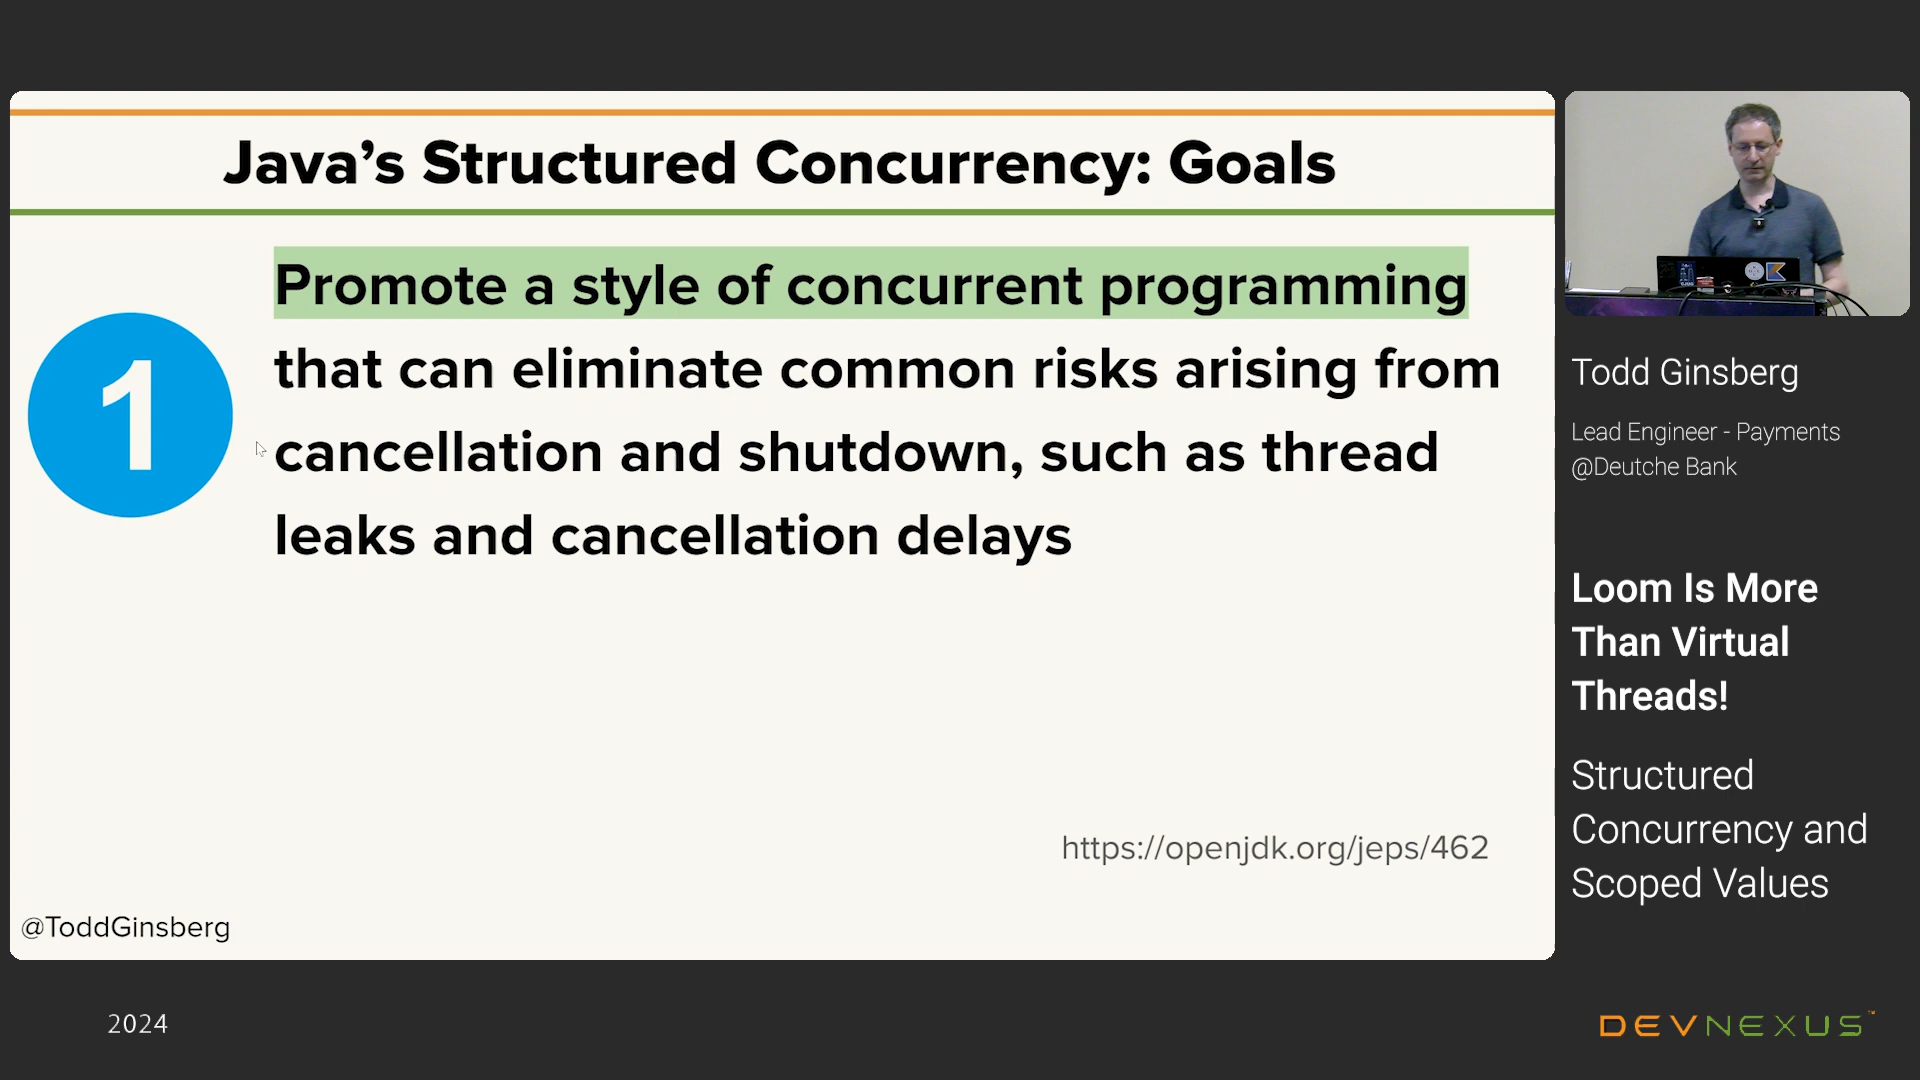 Java's Structured Concurrency: Goals
1
Promote a style of concurrent programming
that can eliminate common risks arising from
cancellation and shutdown, such as thread
leaks and cancellation delays
https://openjdk.org/jeps/462
@ToddGinsberg
Todd Ginsberg
Lead Engineer - Payments
@Deutche Bank
Loom Is More
Than Virtual
Threads!
Structured
Concurrency and
Scoped Values
2024
DEVNEXUS™